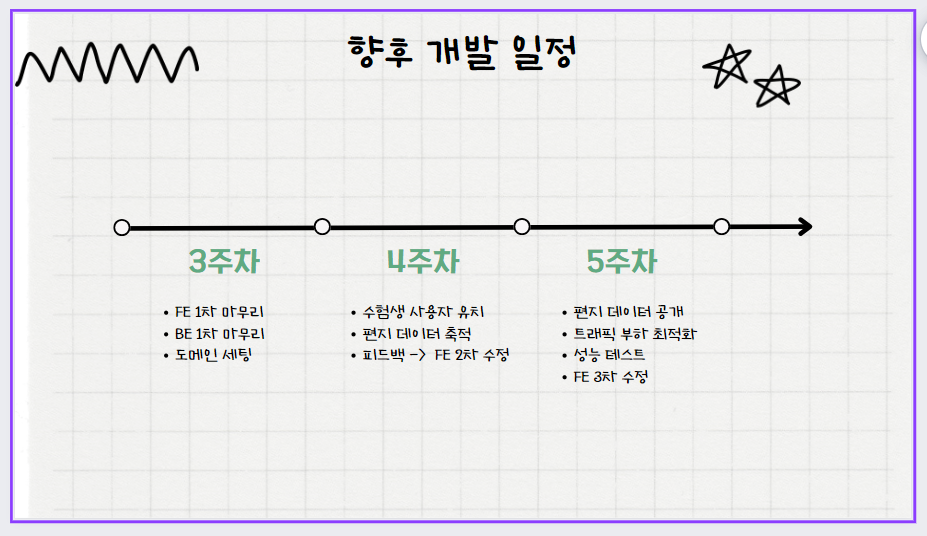 향후 개발 일정
3주차
• FE 1차 마무리
• BE 1차 마무리
• 도메인 세팅
4주차
• 수험생 사용자 유치
• 편지 데이터 축적
• 피드백 -> FE 2차 수정
5주차
• 편지 데이터 공개
• 트래픽 부하 최적화
• 성능 테스트
• FE 3차 수정